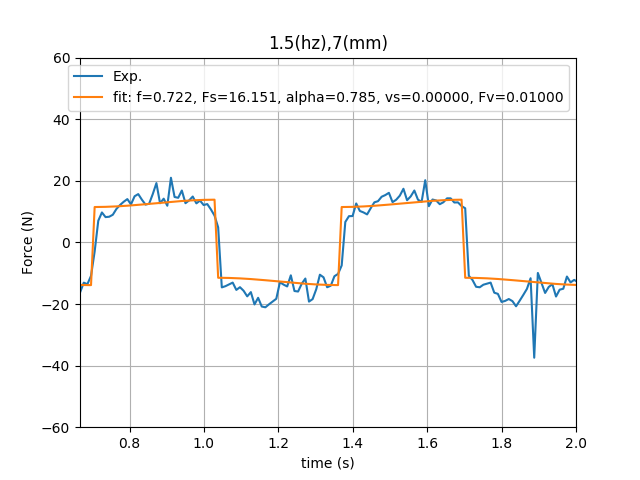 1.5(hz),7(mm)
Exp.
fit: f=0.722, Fs=16.151, alpha=0.785, vs=0.00000, Fv=0.01000
60
40
20
0
−20
−40
−60
Force (N)
0.8 1.0 1.2 1.4 1.6 1.8 2.0
time (s)